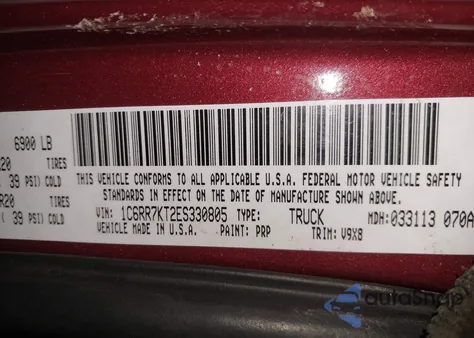 6900 LB
20 TIRES
( 39 PSI) COLD
R20 TIRES
( 39 PSI) COLD
THIS VEHICLE CONFORMS TO ALL APPLICABLE U.S.A. FEDERAL MOTOR VEHICLE SAFETY
STANDARDS IN EFFECT ON THE DATE OF MANUFACTURE SHOWN ABOVE.
VIN: 1C6RR7KT2ES330805 TYPE: TRUCK MDH: 033113 070A
VEHICLE MADE IN U.S.A. PAINT: PRP TRIM: V9X8
autoshap